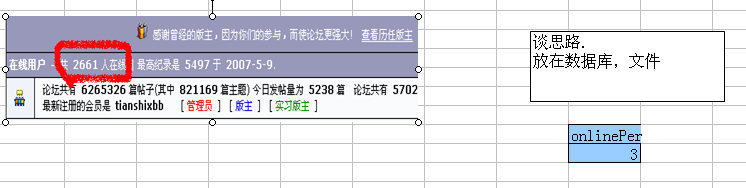 感谢曾经的版主，因为你们的参与，而使论坛更强大！ 查看历任版主
在线用户 - 共 2661 人在线 最高纪录是 5497 于 2007-5-9.
论坛共有 6265326 篇帖子(其中 821169 篇主题) 今日发帖量为 5238 篇 论坛共有 5702
最新注册的会员是 tianshixbb [ 管理员 ] [ 版主 ] [ 实习版主 ]
谈思路.
放在数据库，文件
onlinePer
3